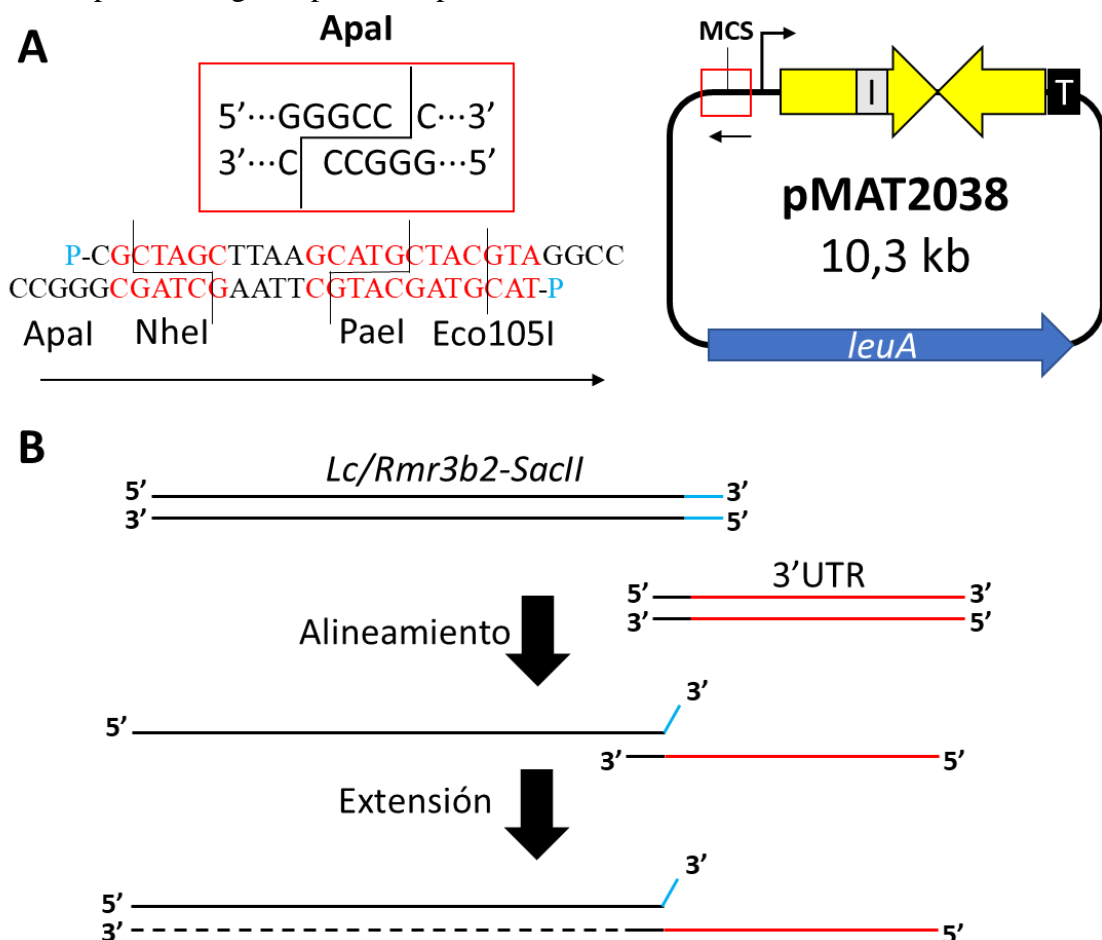 A
ApaI
5'···GGGCC C···3'
3'···C CCGGG···5'
P-CGCTAGCTTAAGCATGCTACGTAGGCC
CCGGGCGATCGAATTCGTACGATGCAT-P
ApaI NheI PaeI Eco105I
MCS
I
T
pMAT2038
10,3 kb
leuA
B
Lc/Rmr3b2-SacII
5' 3'
3' 5'
3'UTR
5' 3'
3' 5'
Alineamiento
3'
5'
3' 5'
Extensión
3'
5'
3' 5'